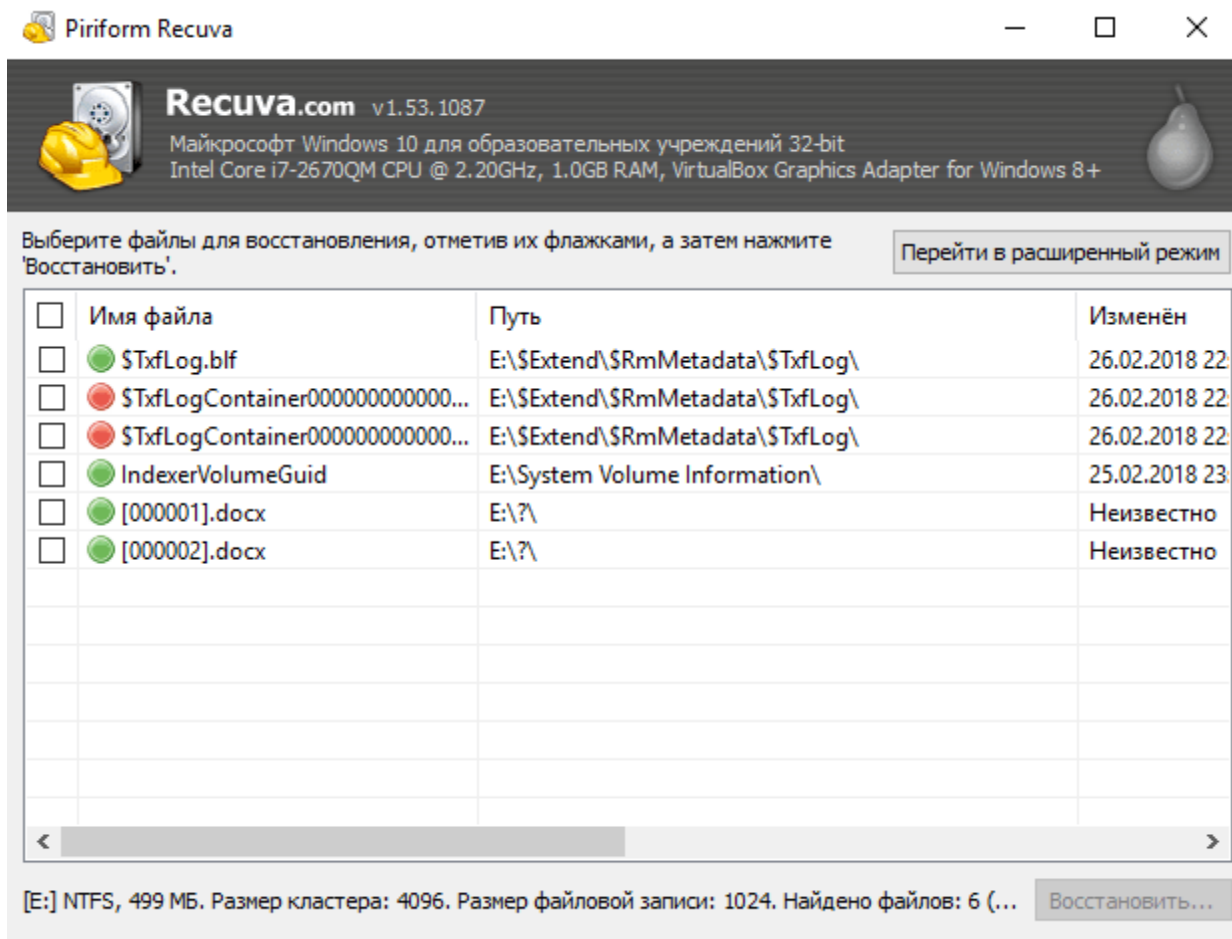 Piriform Recuva
Recuva.com v1.53.1087
Майкрософт Windows 10 для образовательных учреждений 32-bit
Intel Core i7-2670QM CPU @ 2.20GHz, 1.0GB RAM, VirtualBox Graphics Adapter for Windows 8+
Выберите файлы для восстановления, отметив их флажками, а затем нажмите
'Восстановить'.
Перейти в расширенный режим
Имя файла Путь Изменён
$TxfLog.blf E:\$Extend\$RmMetadata\$TxfLog\ 26.02.2018 22:
$TxfLogContainer000000000000... E:\$Extend\$RmMetadata\$TxfLog\ 26.02.2018 22:
$TxfLogContainer000000000000... E:\$Extend\$RmMetadata\$TxfLog\ 26.02.2018 22:
IndexerVolumeGuid E:\System Volume Information\ 25.02.2018 23:
[000001].docx E:\?\ Неизвестно
[000002].docx E:\?\ Неизвестно
[E:] NTFS, 499 МБ. Размер кластера: 4096. Размер файловой записи: 1024. Найдено файлов: 6 (...
Восстановить...